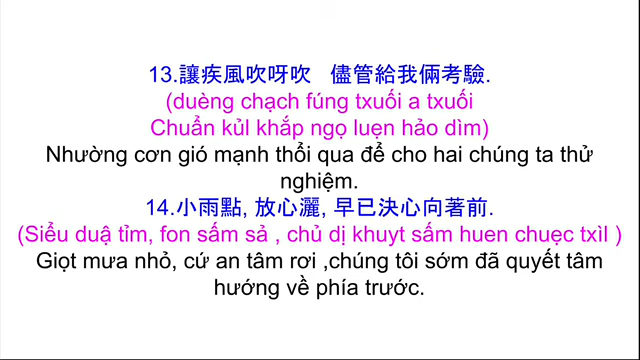 13.讓疾風吹呀吹 儘管給我倆考驗.
(duèng chạch fúng txuối a txuối
Chuẩn kủl khắp ngọ luẹn hảo dìm)
Nhường cơn gió mạnh thổi qua để cho hai chúng ta thử
nghiệm.
14.小雨點, 放心灑, 早已決心向著前.
(Siểu duậ tỉm, fon sấm sả , chủ dị khuyt sấm huen chuẹc txìl )
Giọt mưa nhỏ, cứ an tâm rơi ,chúng tôi sớm đã quyết tâm
hướng về phía trước.